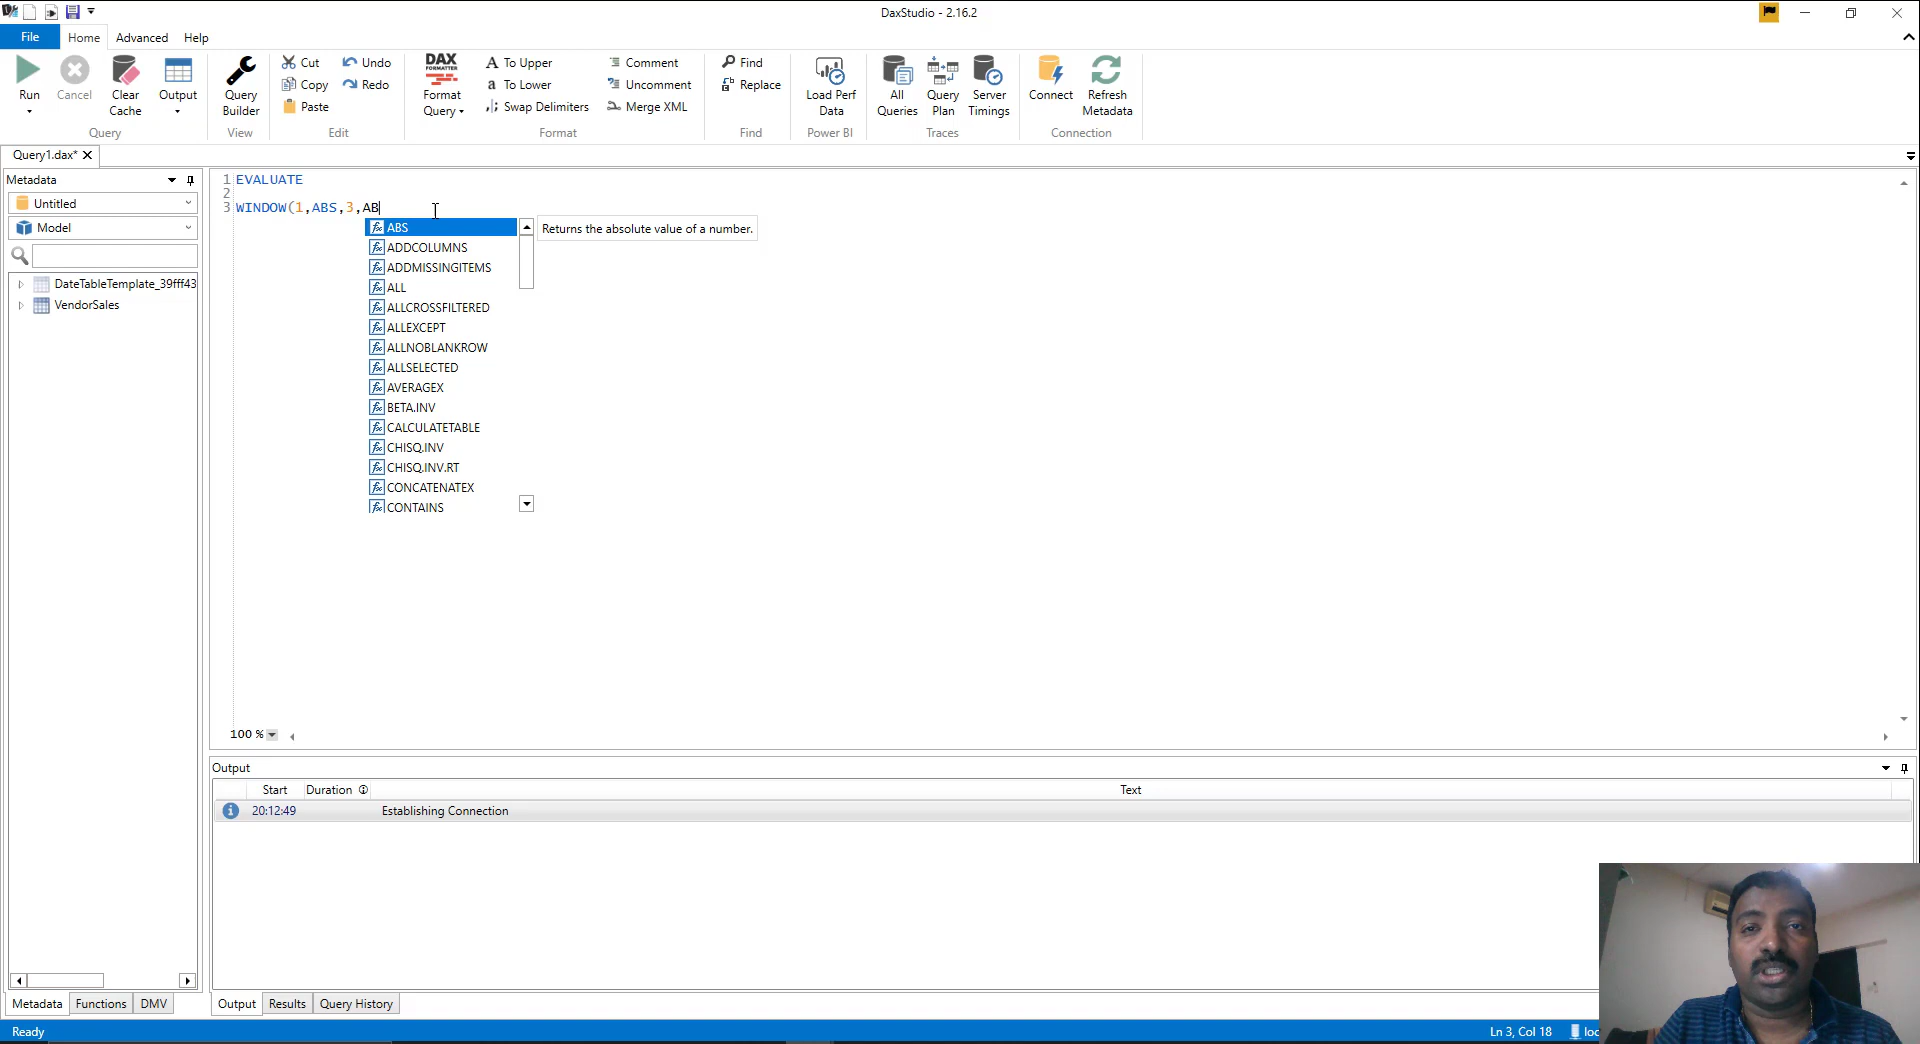 DaxStudio - 2.16.2
File
Home
Advanced
Help
Run
Cancel
Clear Cache
Output
Query
Query Builder
View
Cut
Copy
Paste
Undo
Redo
Edit
DAX
FORMATTER
Format Query
A To Upper
a To Lower
Swap Delimiters
Comment
Uncomment
Merge XML
Format
Find
Replace
Find
Load Perf Data
Power BI
All Queries
Query Plan
Server Timings
Traces
Connect
Refresh Metadata
Connection
Query1.dax*
Metadata
Untitled
Model
DateTableTemplate_39fff43
VendorSales
1 EVALUATE
2
3 WINDOW(1,ABS,3,AB
ABS
Returns the absolute value of a number.
ADDCOLUMNS
ADDMISSINGITEMS
ALL
ALLCROSSFILTERED
ALLEXCEPT
ALLNOBLANKROW
ALLSELECTED
AVERAGEX
BETA.INV
CALCULATETABLE
CHISQ.INV
CHISQ.INV.RT
CONCATENATEX
CONTAINS
100 %
Output
Start
Duration
Text
20:12:49
Establishing Connection
Metadata
Functions
DMV
Output
Results
Query History
Ready
Ln 3, Col 18
loc